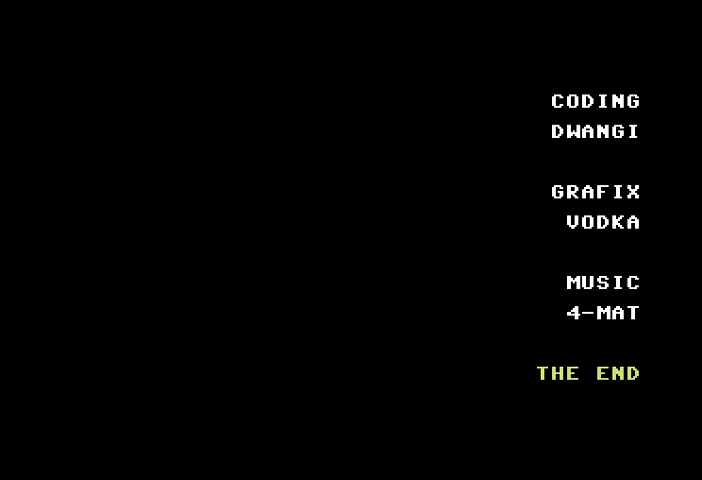 CODING
DWANGI
GRAFIX
VODKA
MUSIC
4-MAT
THE END